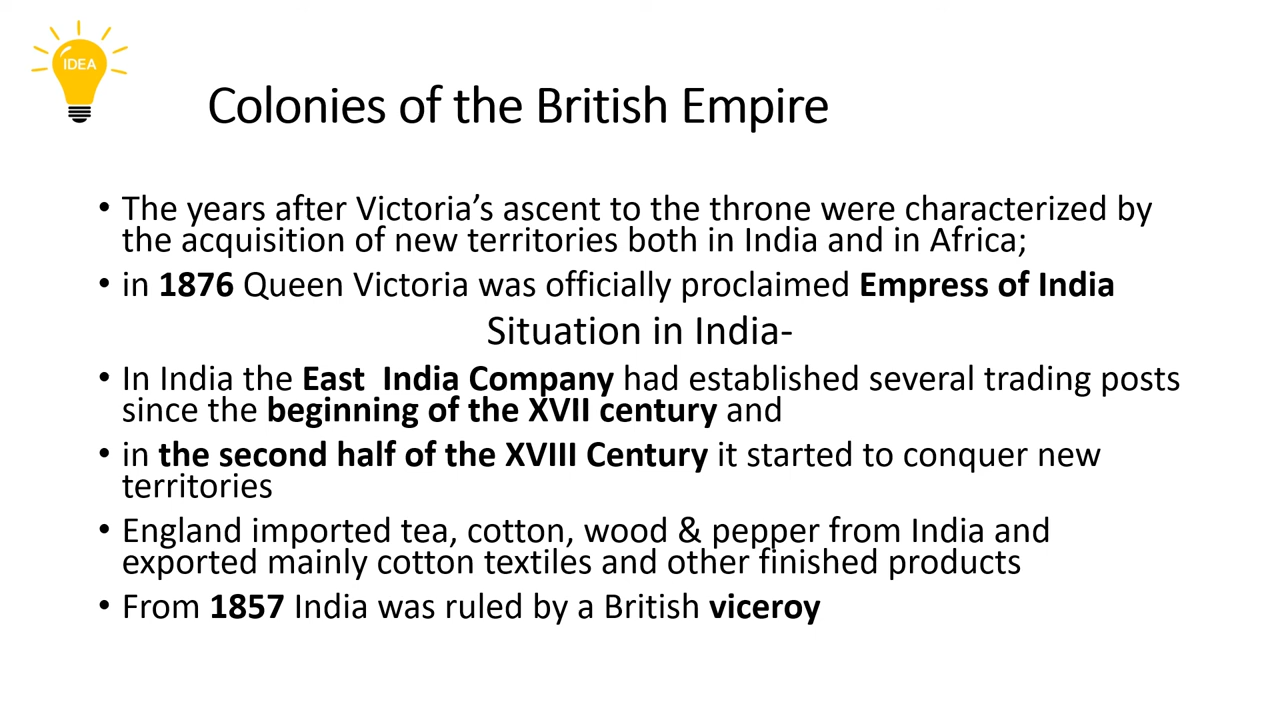 IDEA
Colonies of the British Empire
• The years after Victoria’s ascent to the throne were characterized by
the acquisition of new territories both in India and in Africa;
• in 1876 Queen Victoria was officially proclaimed Empress of India
Situation in India-
• In India the East  India Company had established several trading posts
since the beginning of the XVII century and
• in the second half of the XVIII Century it started to conquer new
territories
• England imported tea, cotton, wood & pepper from India and
exported mainly cotton textiles and other finished products
• From 1857 India was ruled by a British viceroy